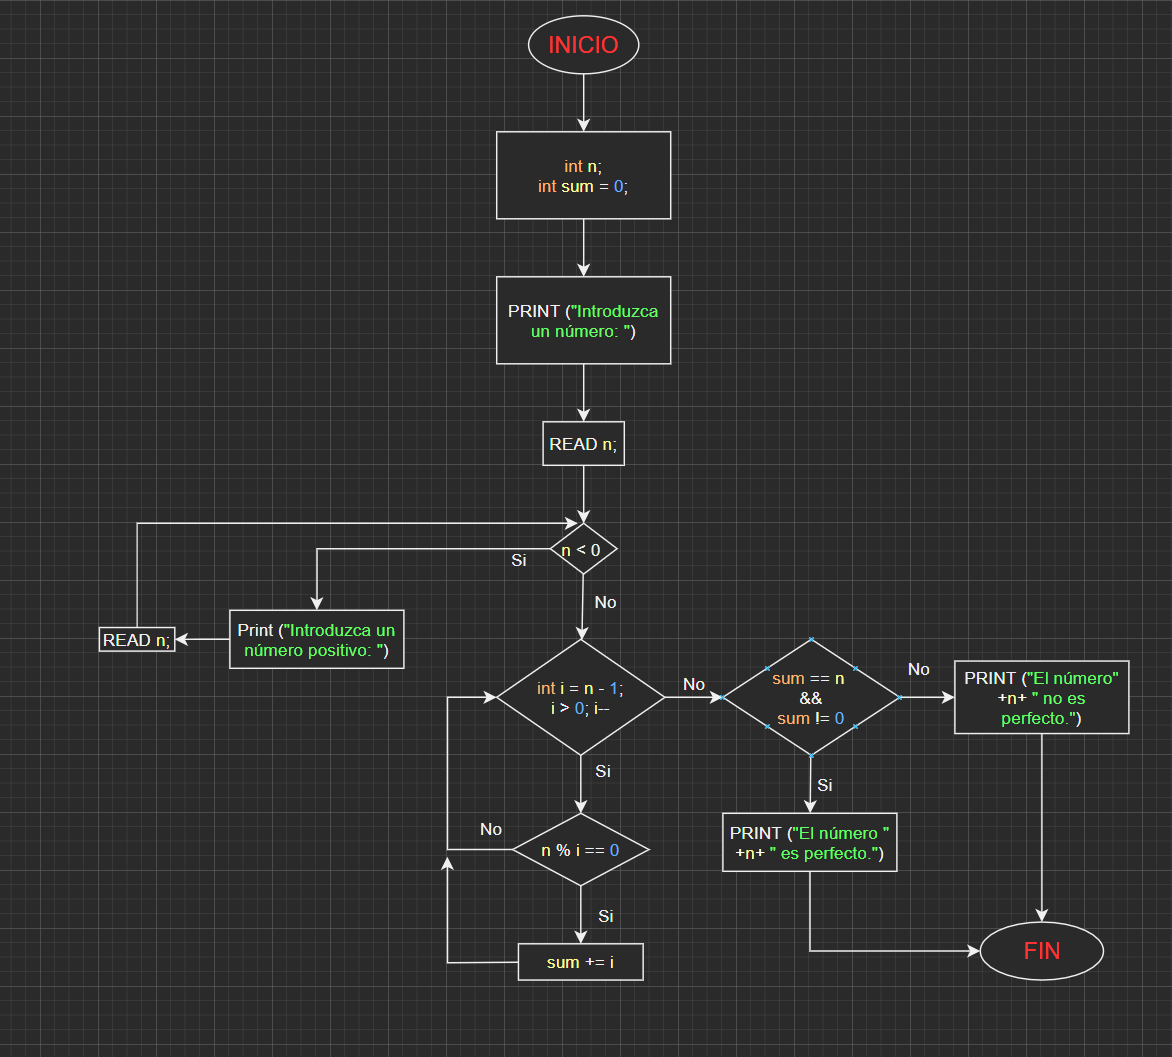 INICIO
int n;
int sum = 0;
PRINT ("Introduzca
un número: ")
READ n;
n < 0
Si
No
Print ("Introduzca un
número positivo: ")
READ n;
int i = n - 1;
i > 0; i--
No
sum == n
&&
sum != 0
No
PRINT ("El número"
+n+ " no es
perfecto.")
Si
Si
PRINT ("El número "
+n+ " es perfecto.")
n % i == 0
No
Si
sum += i
FIN